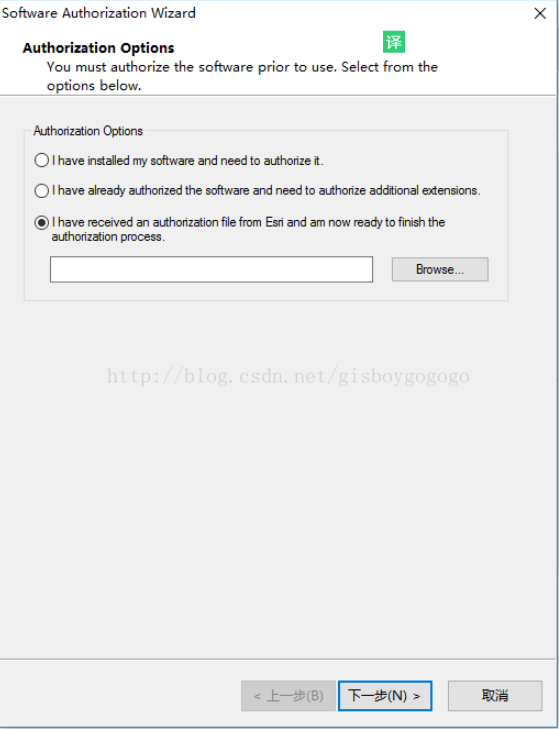 Software Authorization Wizard
Authorization Options
译
You must authorize the software prior to use. Select from the
options below.
Authorization Options
I have installed my software and need to authorize it.
I have already authorized the software and need to authorize additional extensions.
I have received an authorization file from Esri and am now ready to finish the
authorization process.
Browse...
http://blog.csdn.net/gisboygogogo
< 上一步(B)
下一步(N) >
取消